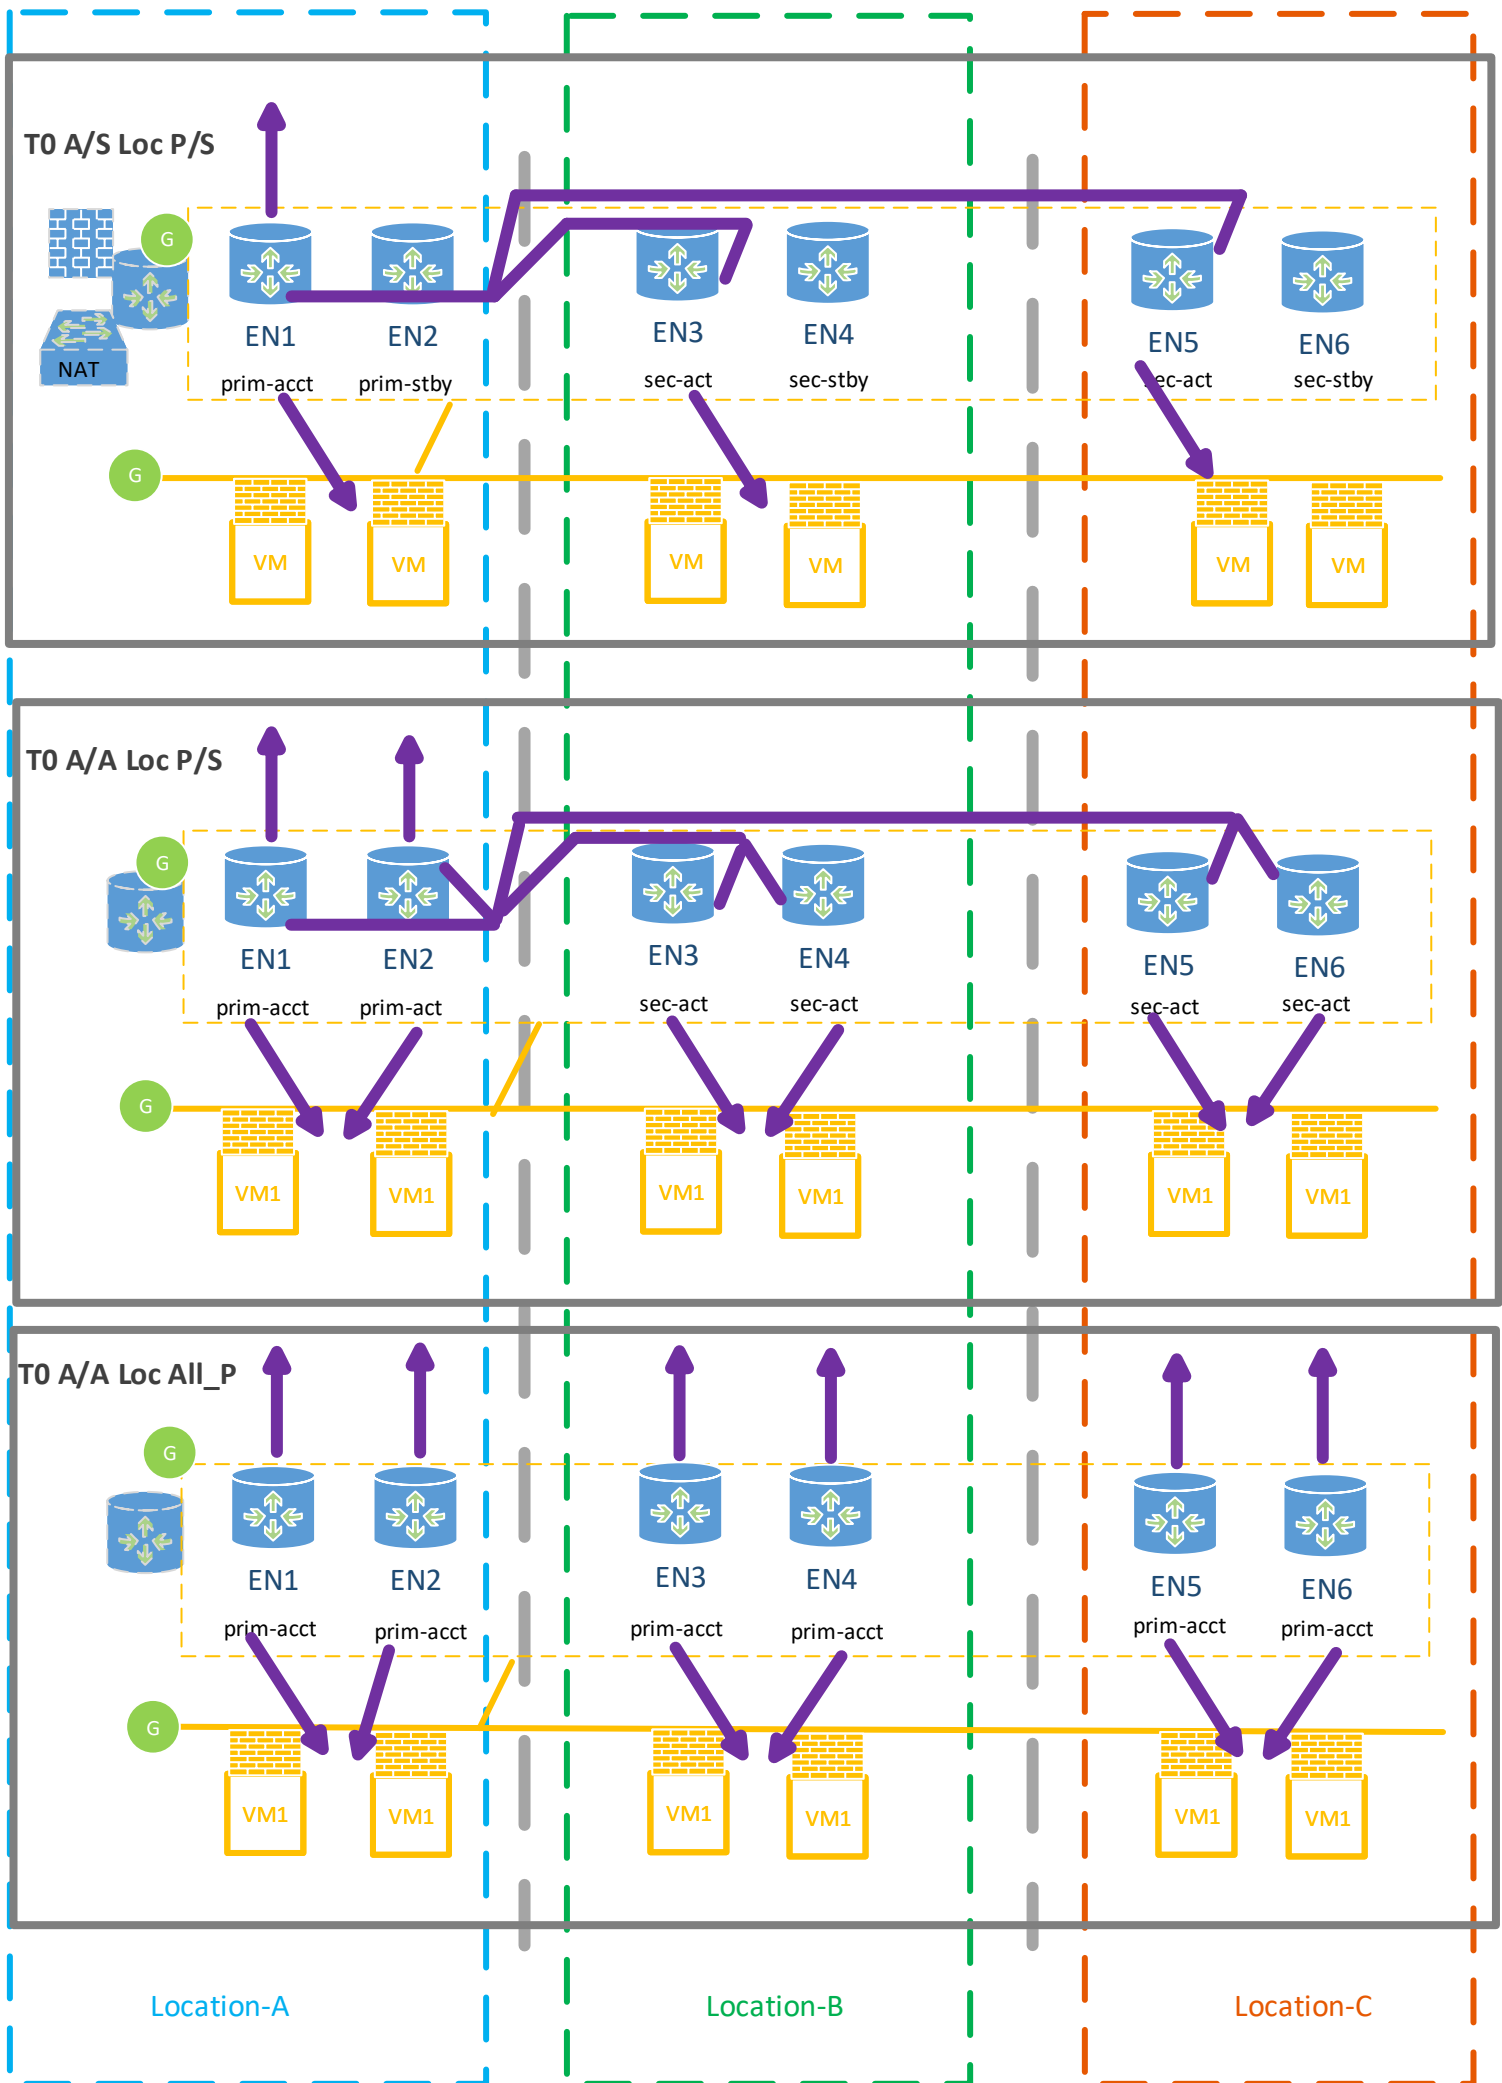 T0 A/S Loc P/S
G
NAT
EN1 EN2 EN3 EN4 EN5 EN6
prim-acct prim-stby sec-act sec-stby sec-act sec-stby
G
VM VM VM VM VM VM
T0 A/A Loc P/S
G
EN1 EN2 EN3 EN4 EN5 EN6
prim-acct prim-act sec-act sec-act sec-act sec-act
G
VM1 VM1 VM1 VM1 VM1 VM1
T0 A/A Loc All_P
G
EN1 EN2 EN3 EN4 EN5 EN6
prim-acct prim-acct prim-acct prim-acct prim-acct prim-acct
G
VM1 VM1 VM1 VM1 VM1 VM1
Location-A Location-B Location-C